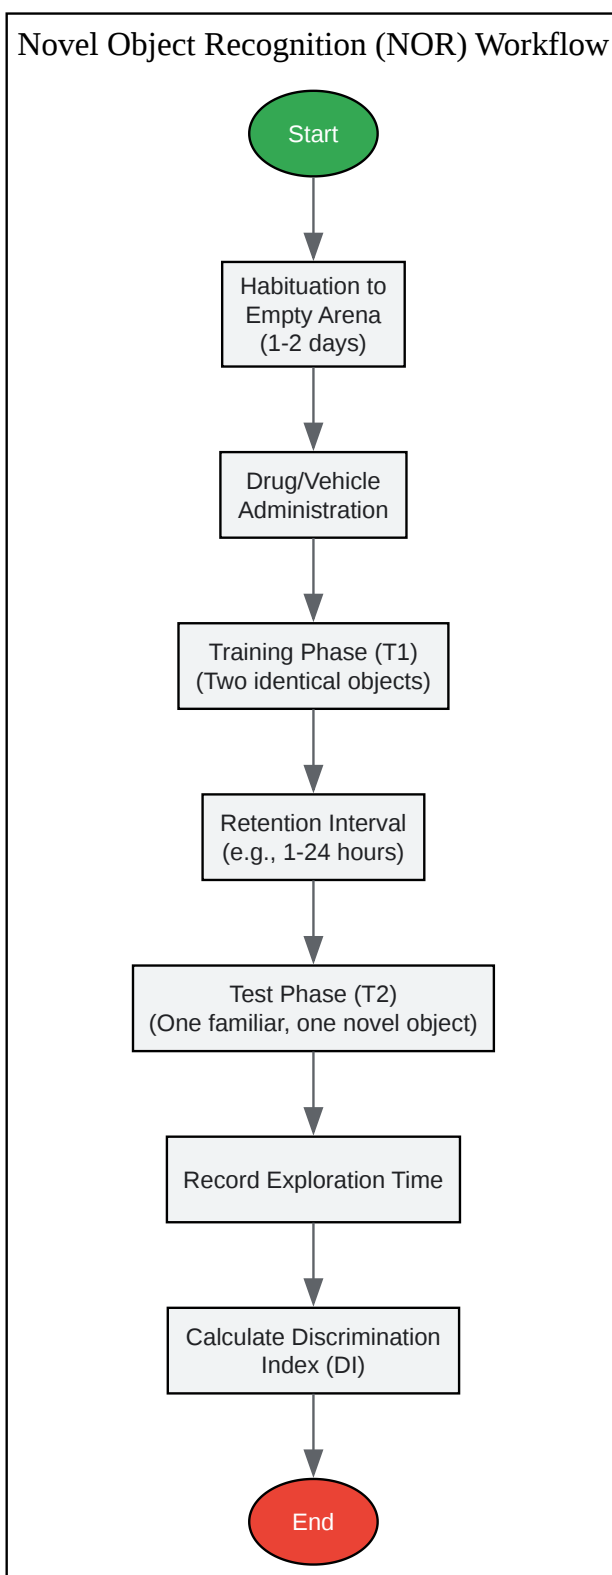 Novel Object Recognition (NOR) Workflow
Start
Habituation to
Empty Arena
(1-2 days)
Drug/Vehicle
Administration
Training Phase (T1)
(Two identical objects)
Retention Interval
(e.g., 1-24 hours)
Test Phase (T2)
(One familiar, one novel object)
Record Exploration Time
Calculate Discrimination
Index (DI)
End